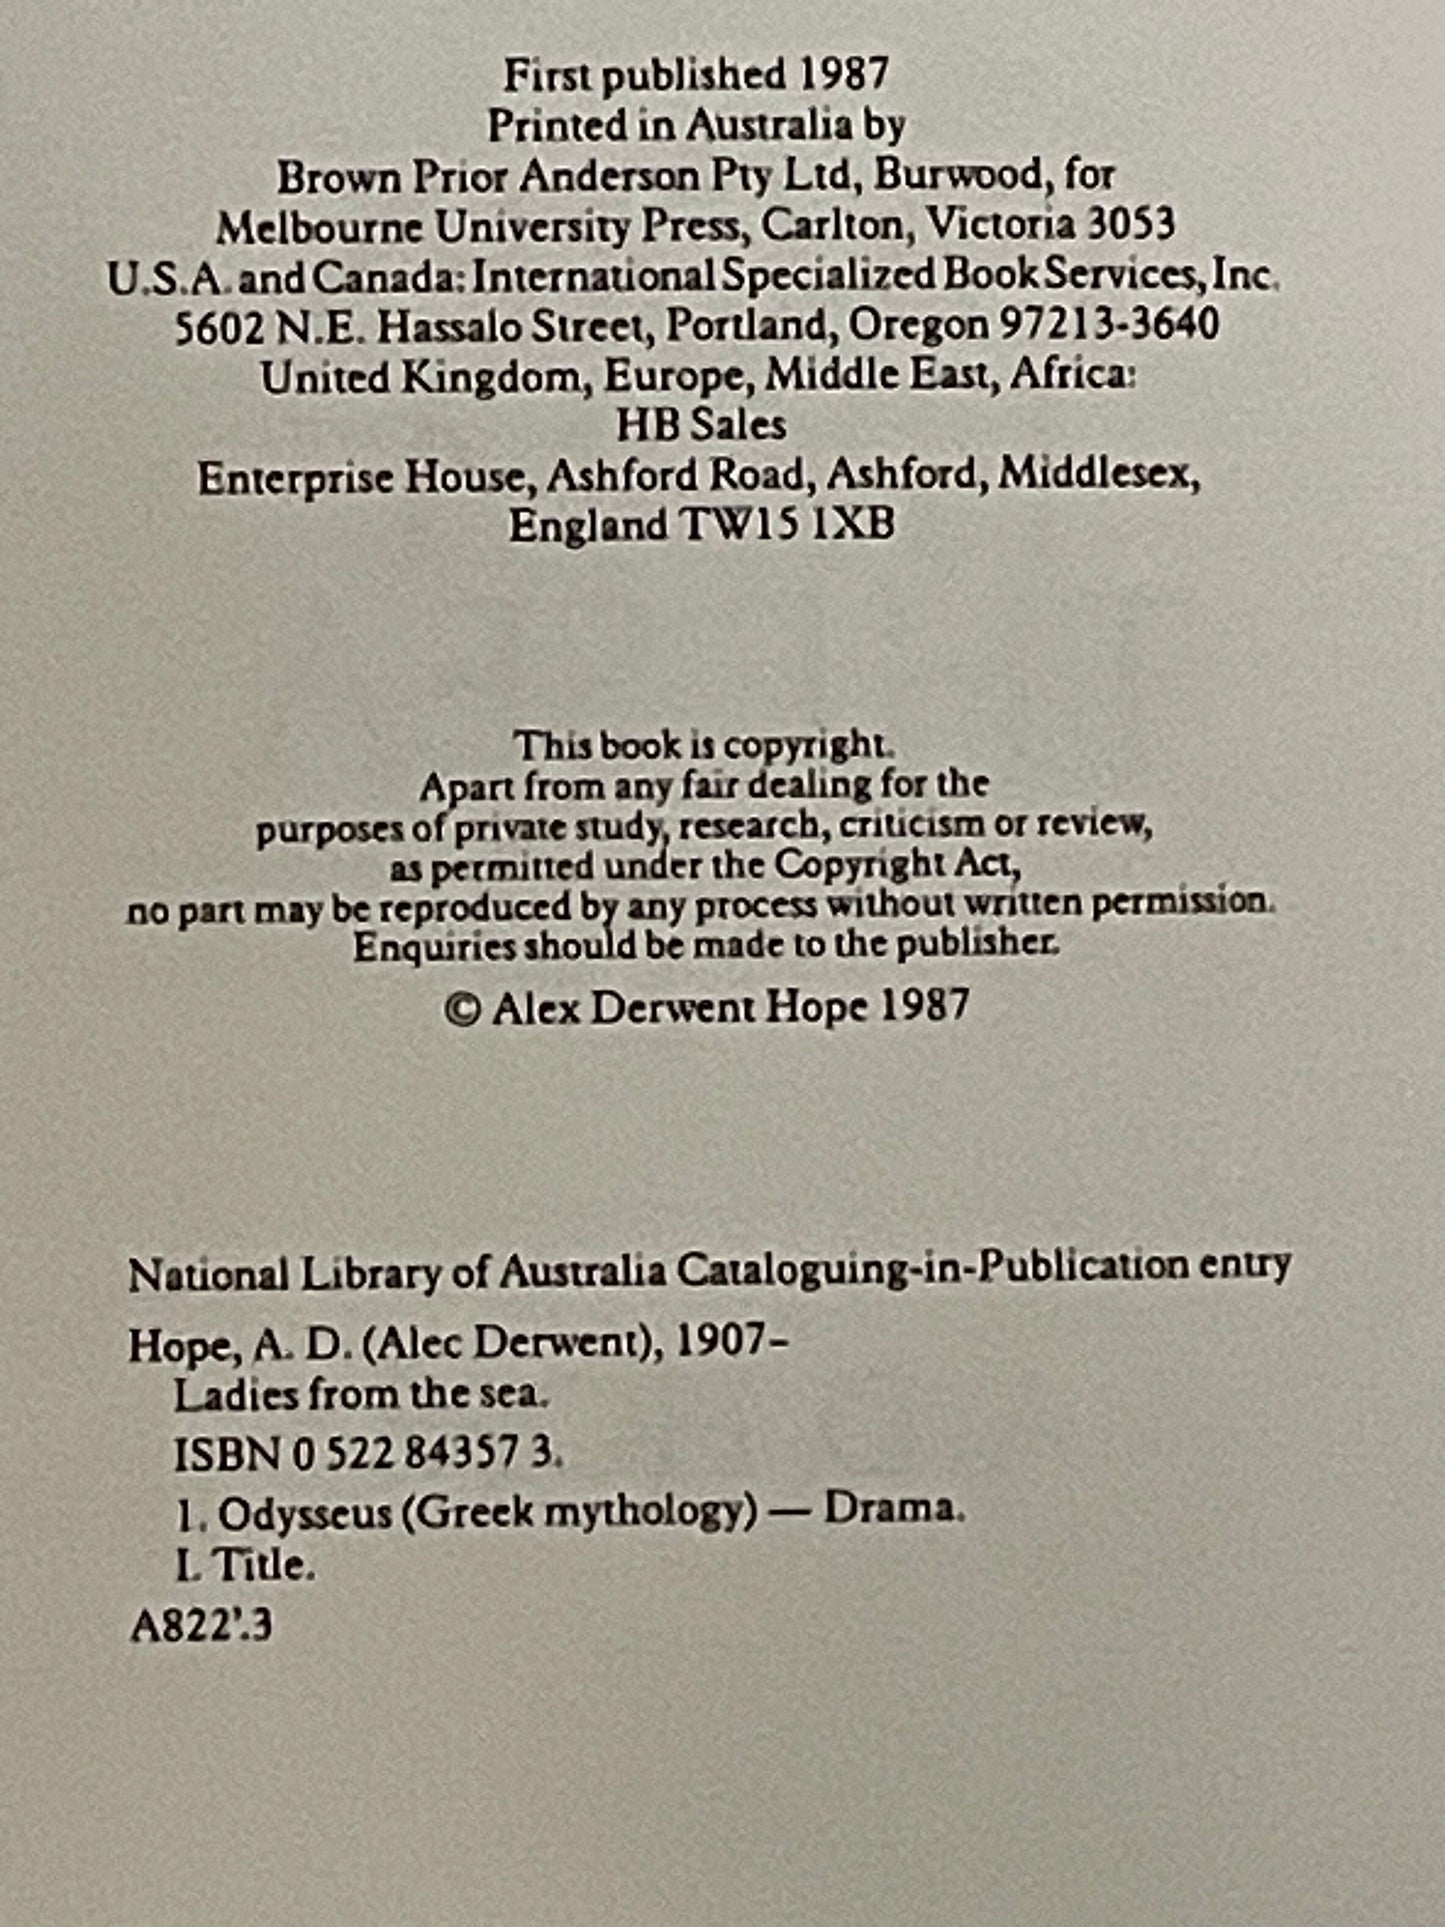 First published 1987
Printed in Australia by
Brown Prior Anderson Pty Ltd, Burwood, for
Melbourne University Press, Carlton, Victoria 3053
U.S.A. and Canada: International Specialized Book Services, Inc.
5602 N.E. Hassalo Street, Portland, Oregon 97213-3640
United Kingdom, Europe, Middle East, Africa:
HB Sales
Enterprise House, Ashford Road, Ashford, Middlesex,
England TW15 1XB
This book is copyright.
Apart from any fair dealing for the
purposes of private study, research, criticism or review,
as permitted under the Copyright Act,
no part may be reproduced by any process without written permission.
Enquiries should be made to the publisher.
© Alex Derwent Hope 1987
National Library of Australia Cataloguing-in-Publication entry
Hope, A. D. (Alec Derwent), 1907–
Ladies from the sea.
ISBN 0 522 84357 3.
1. Odysseus (Greek mythology) — Drama.
I. Title.
A822'.3